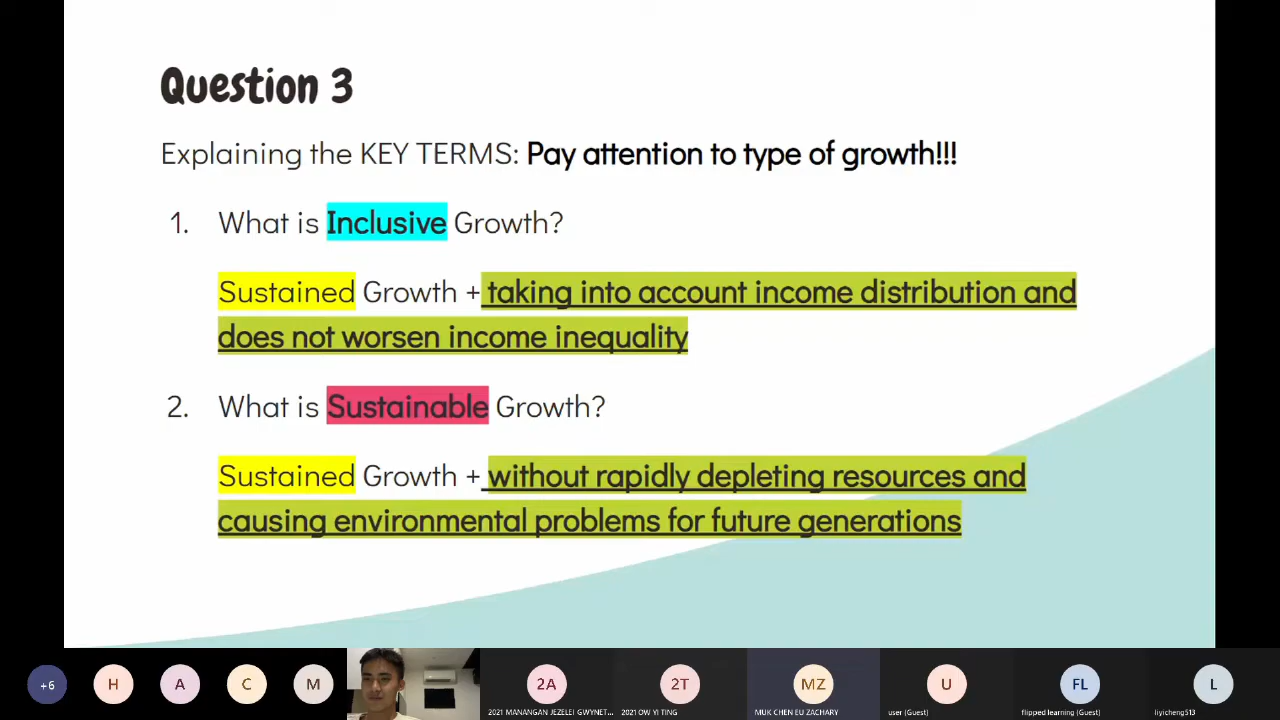 Question 3
Explaining the KEY TERMS: Pay attention to type of growth!!!
1. What is Inclusive Growth?
Sustained Growth + taking into account income distribution and
does not worsen income inequality
2. What is Sustainable Growth?
Sustained Growth + without rapidly depleting resources and
causing environmental problems for future generations
+6 H A C M 2A 2T MZ U FL L
2021 MANANGAN JEZELEI GWYNET... 2021 OW YI TING MUK CHEN EU ZACHARY user (Guest) flipped learning (Guest) liyicheng513